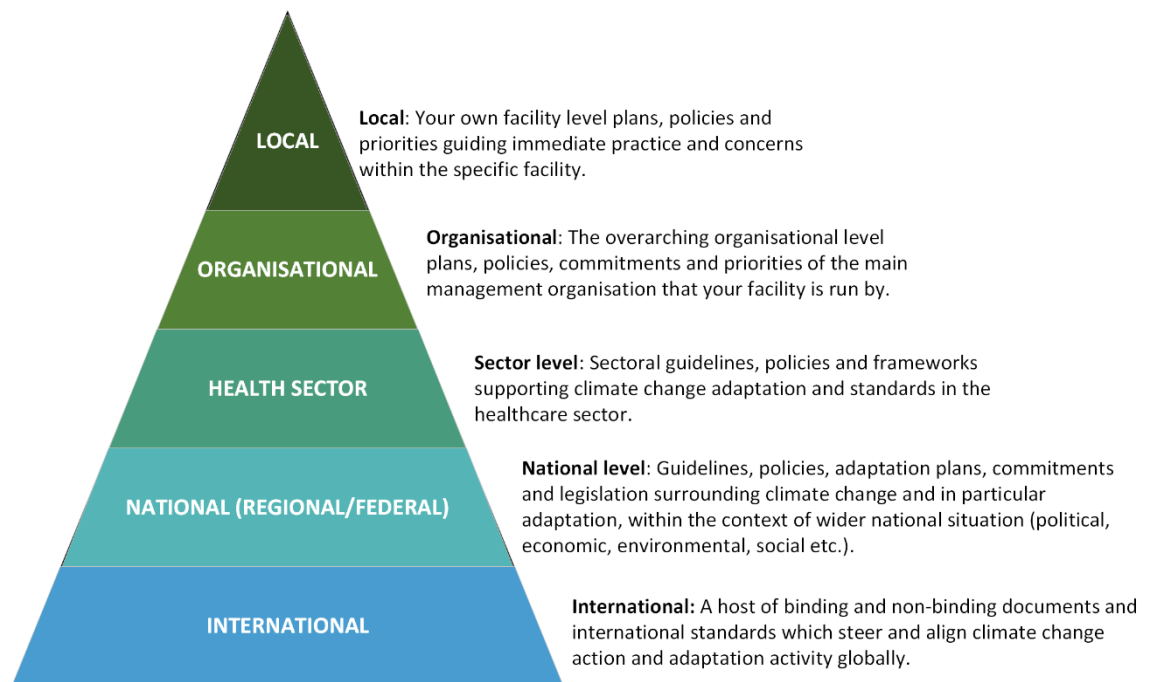 LOCAL
Local: Your own facility level plans, policies and
priorities guiding immediate practice and concerns
within the specific facility.
ORGANISATIONAL
Organisational: The overarching organisational level
plans, policies, commitments and priorities of the main
management organisation that your facility is run by.
HEALTH SECTOR
Sector level: Sectoral guidelines, policies and frameworks
supporting climate change adaptation and standards in the
healthcare sector.
NATIONAL (REGIONAL/FEDERAL)
National level: Guidelines, policies, adaptation plans, commitments
and legislation surrounding climate change and in particular
adaptation, within the context of wider national situation (political,
economic, environmental, social etc.).
INTERNATIONAL
International: A host of binding and non-binding documents and
international standards which steer and align climate change
action and adaptation activity globally.